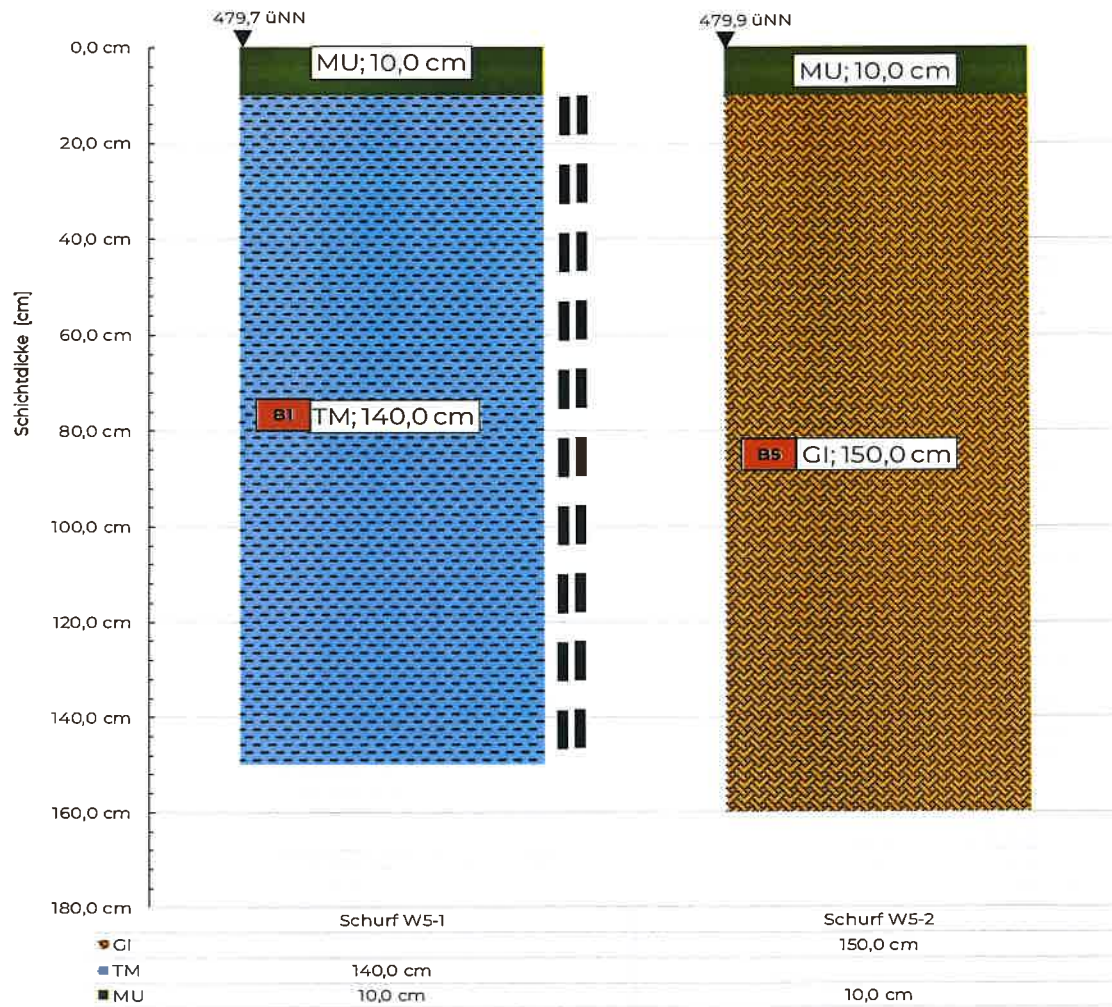 479,7 üNN
479,9 üNN
0,0 cm
MU; 10,0 cm
MU; 10,0 cm
20,0 cm
40,0 cm
60,0 cm
Schichtdicke [cm]
80,0 cm
B1 TM; 140,0 cm
B5 GI; 150,0 cm
100,0 cm
120,0 cm
140,0 cm
160,0 cm
180,0 cm
Schurf W5-1 Schurf W5-2
GI 150,0 cm
TM 140,0 cm
MU 10,0 cm 10,0 cm